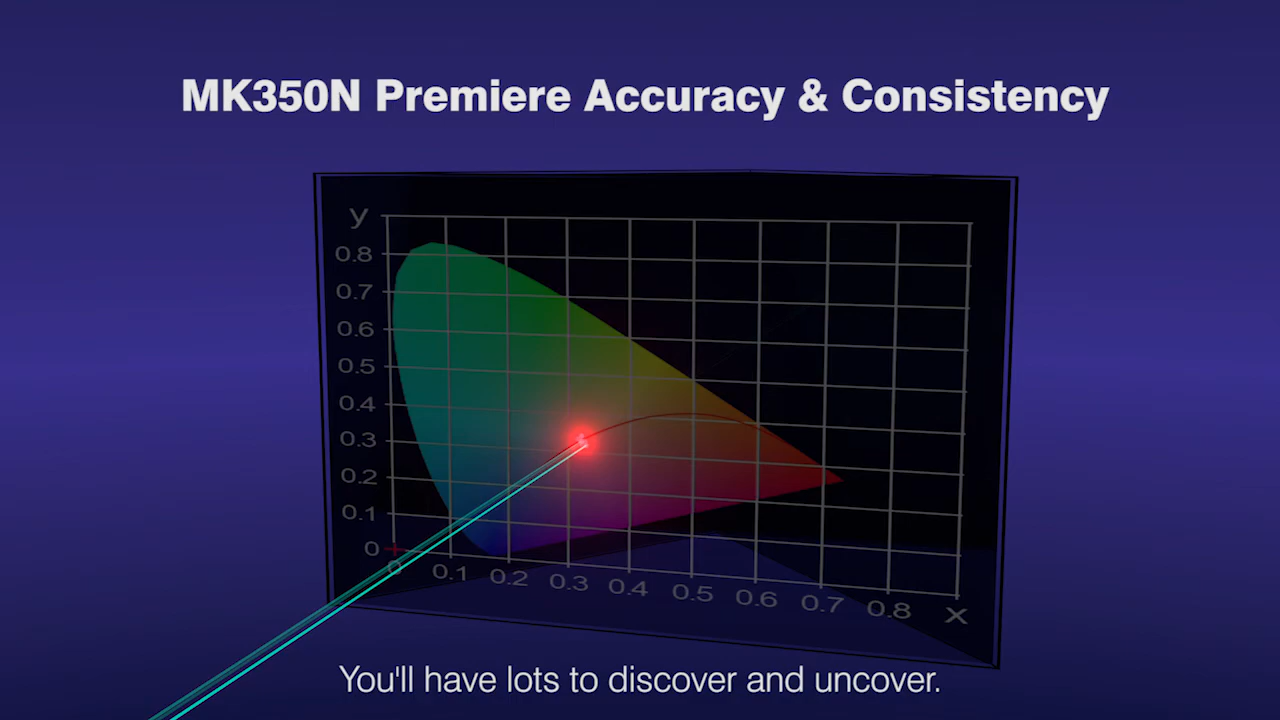 MK350N Premiere Accuracy & Consistency
y
0.8
0.7
0.6
0.5
0.4
0.3
0.2
0.1
0
0 0.1 0.2 0.3 0.4 0.5 0.6 0.7 0.8 x
You'll have lots to discover and uncover.